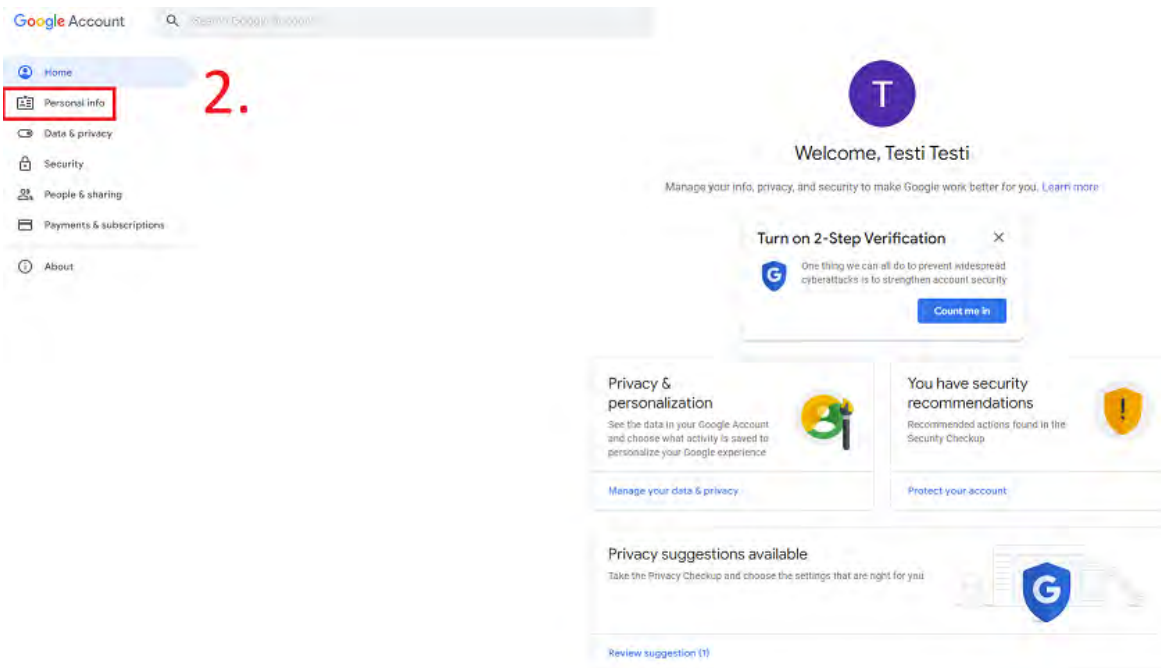 Google Account
Search Google Account
Home
2.
Personal info
Data & privacy
Security
People & sharing
Payments & subscriptions
About
T
Welcome, Testi Testi
Manage your info, privacy, and security to make Google work better for you. Learn more
Turn on 2-Step Verification
One thing we can all do to prevent widespread
cyberattacks is to strengthen account security
Count me in
Privacy &
personalization
See the data in your Google Account
and choose what activity is saved to
personalize your Google experience
Manage your data & privacy
You have security
recommendations
Recommended actions found in the
Security Checkup
Protect your account
Privacy suggestions available
Take the Privacy Checkup and choose the settings that are right for you
G
Review suggestion (1)